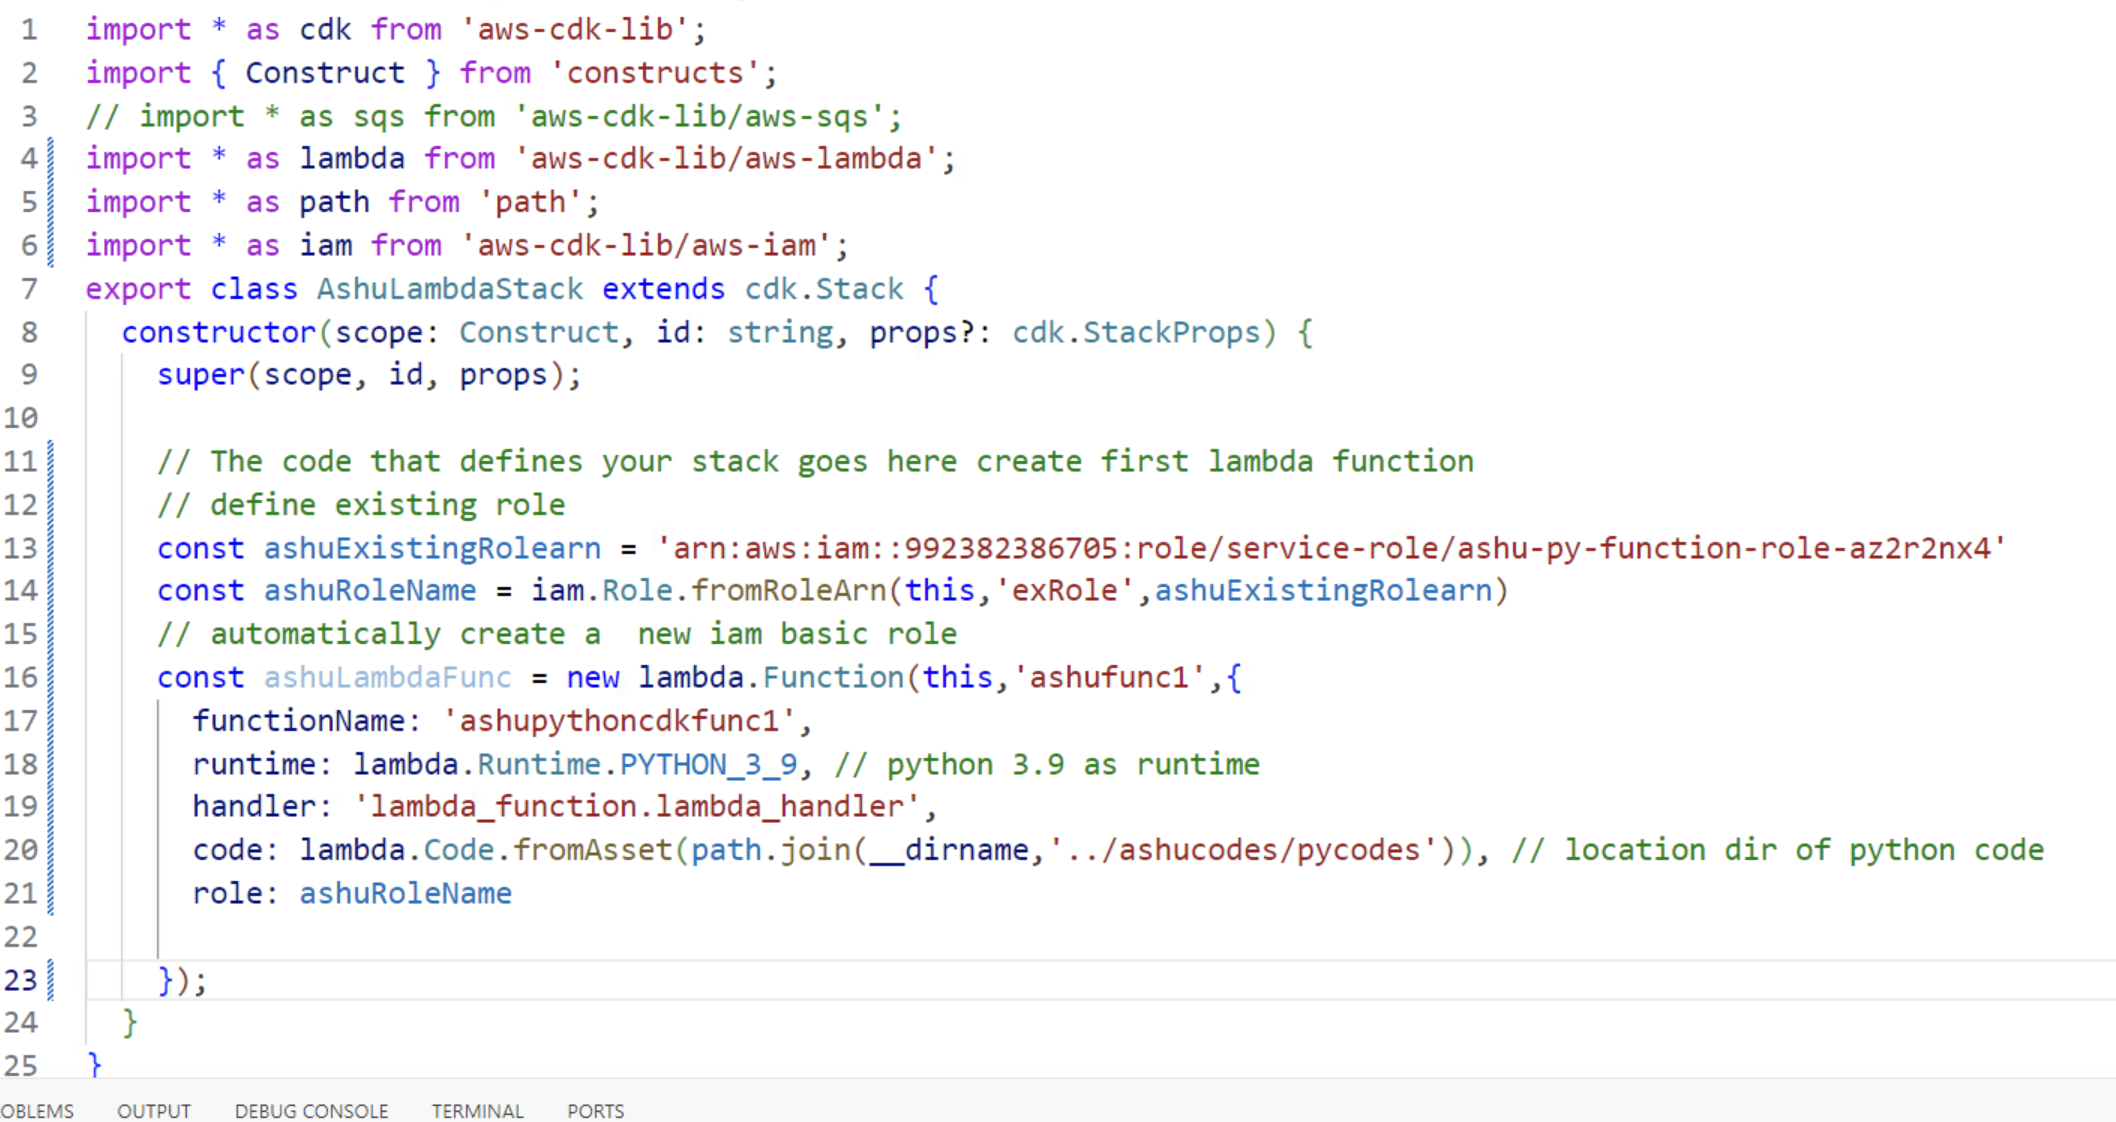 1 import * as cdk from 'aws-cdk-lib';
2 import { Construct } from 'constructs';
3 // import * as sqs from 'aws-cdk-lib/aws-sqs';
4 import * as lambda from 'aws-cdk-lib/aws-lambda';
5 import * as path from 'path';
6 import * as iam from 'aws-cdk-lib/aws-iam';
7 export class AshuLambdaStack extends cdk.Stack {
8 constructor(scope: Construct, id: string, props?: cdk.StackProps) {
9 super(scope, id, props);
10
11 // The code that defines your stack goes here create first lambda function
12 // define existing role
13 const ashuExistingRolearn = 'arn:aws:iam::992382386705:role/service-role/ashu-py-function-role-az2r2nx4'
14 const ashuRoleName = iam.Role.fromRoleArn(this,'exRole',ashuExistingRolearn)
15 // automatically create a  new iam basic role
16 const ashuLambdaFunc = new lambda.Function(this,'ashufunc1',{
17 functionName: 'ashupythoncdkfunc1',
18 runtime: lambda.Runtime.PYTHON_3_9, // python 3.9 as runtime
19 handler: 'lambda_function.lambda_handler',
20 code: lambda.Code.fromAsset(path.join(__dirname,'../ashucodes/pycodes')), // location dir of python code
21 role: ashuRoleName
22
23 });
24 }
25 }
OBLEMS OUTPUT DEBUG CONSOLE TERMINAL PORTS